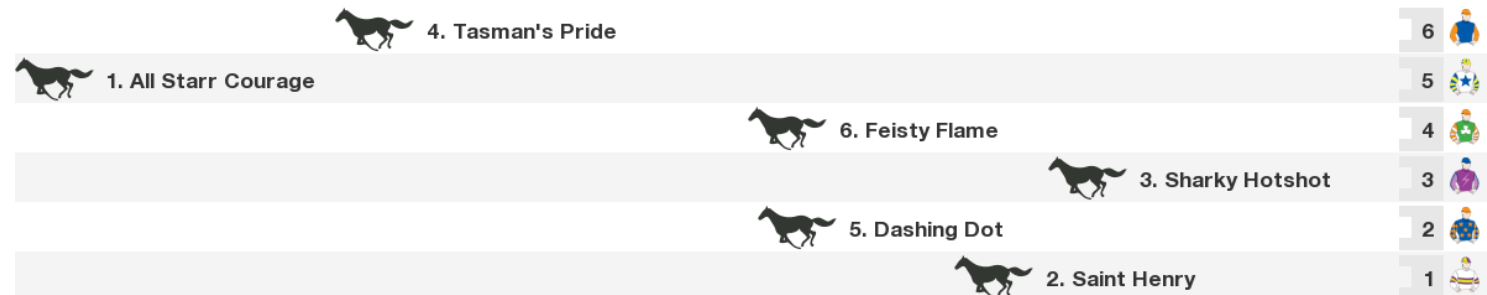 4. Tasman's Pride 6
1. All Starr Courage 5
6. Feisty Flame 4
3. Sharky Hotshot 3
5. Dashing Dot 2
2. Saint Henry 1